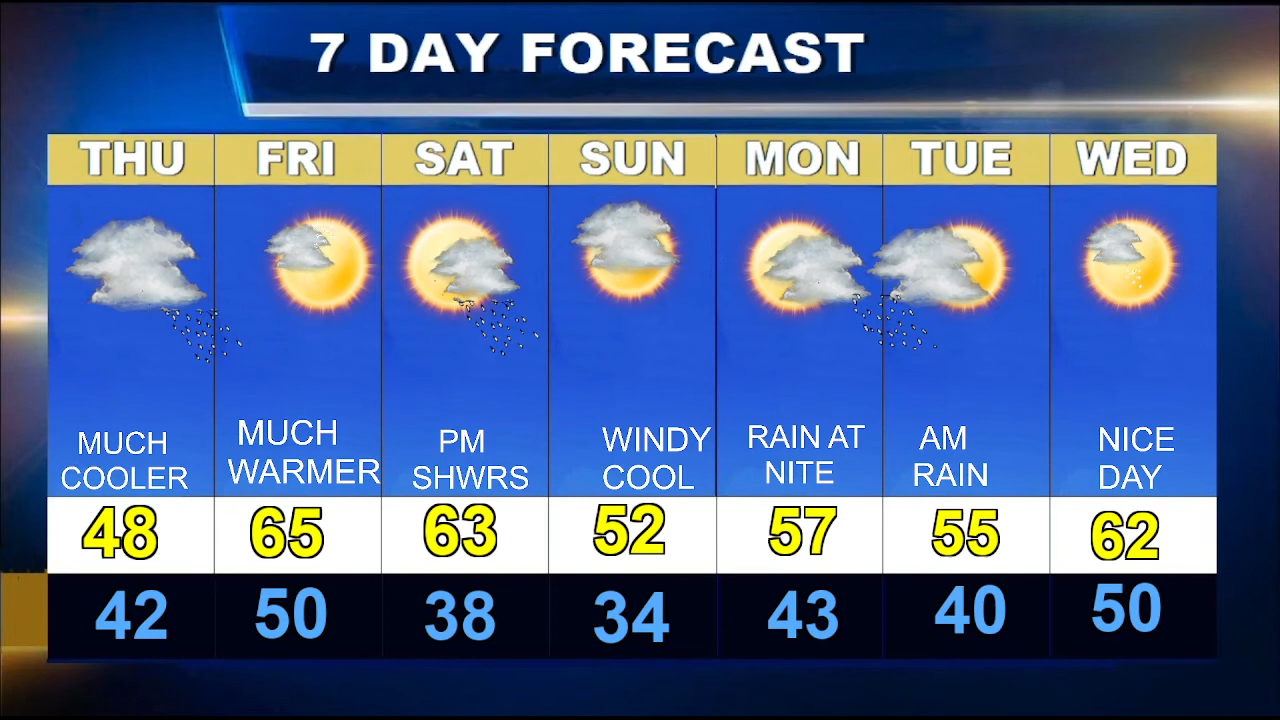 7 DAY FORECAST
THU FRI SAT SUN MON TUE WED
MUCH COOLER
MUCH WARMER
PM SHWRS
WINDY COOL
RAIN AT NITE
AM RAIN
NICE DAY
48 65 63 52 57 55 62
42 50 38 34 43 40 50